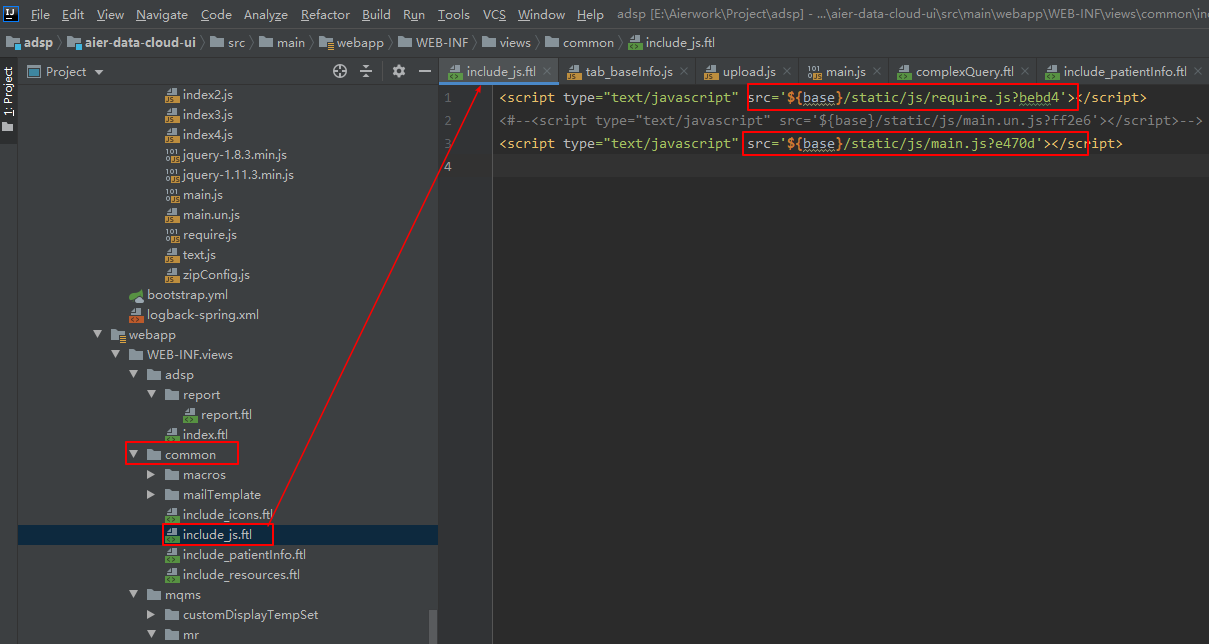 File Edit View Navigate Code Analyze Refactor Build Run Tools VCS Window Help adsp [E:\Aierwork\Project\adsp] - ...\aier-data-cloud-ui\src\main\webapp\WEB-INF\views\common\inc
adsp aier-data-cloud-ui src main webapp WEB-INF views common include_js.ftl
1: Project
Project
include_js.ftl tab_baseInfo.js upload.js main.js complexQuery.ftl include_patientInfo.ftl
index2.js
index3.js
index4.js
jquery-1.8.3.min.js
jquery-1.11.3.min.js
main.js
main.un.js
require.js
text.js
zipConfig.js
bootstrap.yml
logback-spring.xml
webapp
WEB-INF.views
adsp
report
report.ftl
index.ftl
common
macros
mailTemplate
include_icons.ftl
include_js.ftl
include_patientInfo.ftl
include_resources.ftl
mqms
customDisplayTempSet
mr
1 <script type="text/javascript" src='${base}/static/js/require.js?bebd4'></script>
2 <#--<script type="text/javascript" src='${base}/static/js/main.un.js?ff2e6'></script>-->
3 <script type="text/javascript" src='${base}/static/js/main.js?e470d'></script>
4